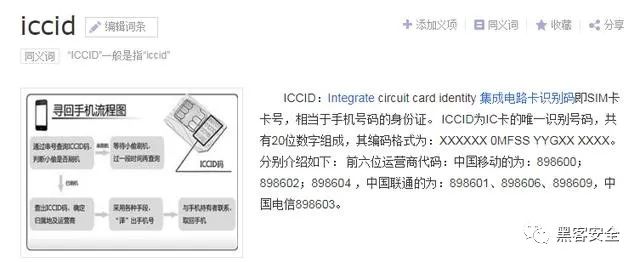 iccid
编辑词条
添加义项
同义词
收藏
分享
同义词 “ICCID”一般是指“iccid”
寻回手机流程图
ICCID码
通过串号查询ICCID码，
判断小偷是否刷机
未刷机
等待小偷刷机，
过一段时间再查询
已刷机
查出ICCID码，确定
归属地及运营商
采用各种手段，
“译”出手机号
与手机持有者联系，
取回手机
ICCID：Integrate circuit card identity 集成电路卡识别码即SIM卡
卡号，相当于手机号码的身份证。 ICCID为IC卡的唯一识别号码，共
有20位数字组成，其编码格式为：XXXXXX 0MFSS YYGXX XXXX。
分别介绍如下： 前六位运营商代码：中国移动的为：898600；
898602；898604 ，中国联通的为：898601、898606、898609，中
国电信898603。
黑客安全